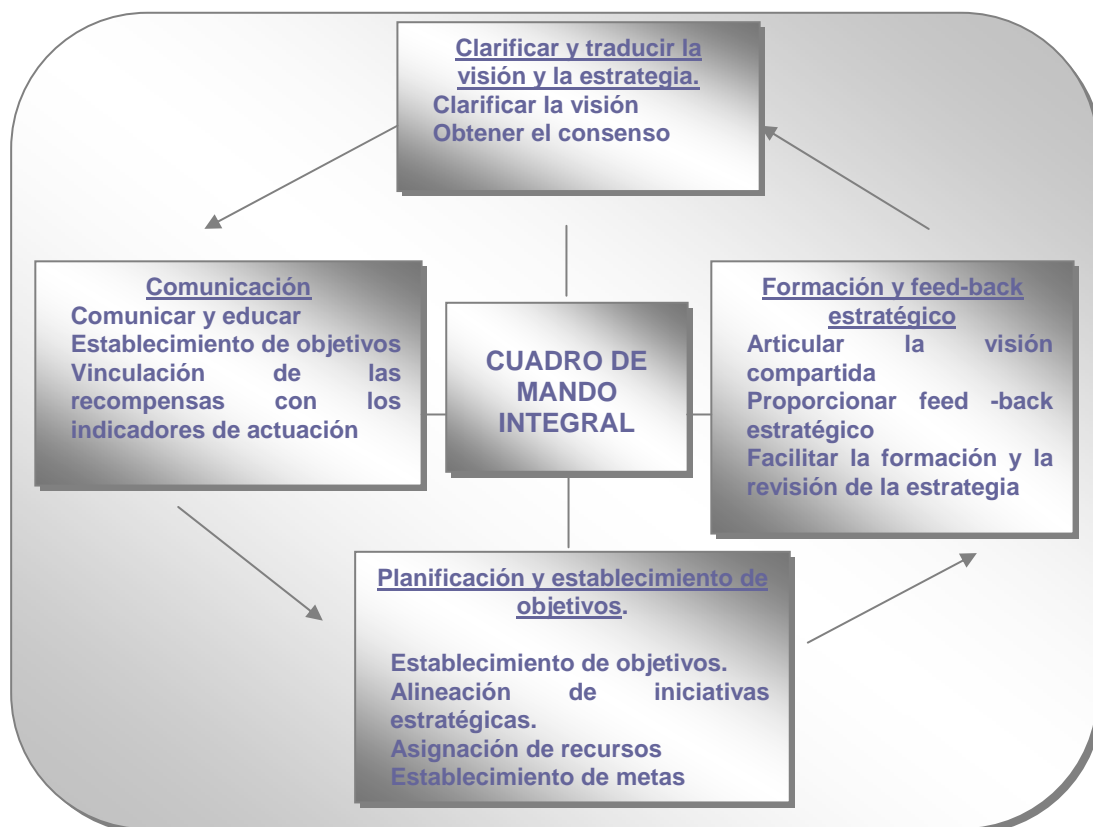 Clarificar y traducir la
visión y la estrategia.
Clarificar la visión
Obtener el consenso
Comunicación
Comunicar y educar
Establecimiento de objetivos
Vinculación de las
recompensas con los
indicadores de actuación
CUADRO DE
MANDO
INTEGRAL
Formación y feed-back
estratégico
Articular la visión
compartida
Proporcionar feed -back
estratégico
Facilitar la formación y la
revisión de la estrategia
Planificación y establecimiento de
objetivos.
Establecimiento de objetivos.
Alineación de iniciativas
estratégicas.
Asignación de recursos
Establecimiento de metas